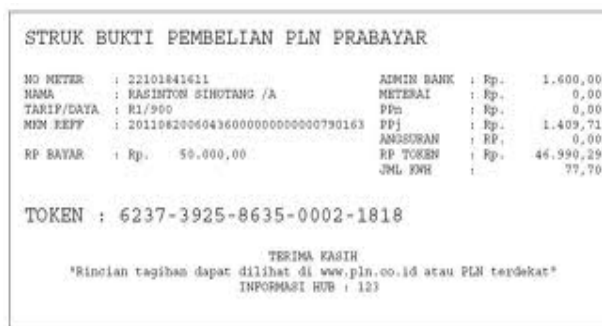 STRUK BUKTI PEMBELIAN PLN PRABAYAR
NO METER : 22101841611 ADMIN BANK : Rp. 1.600,00
NAMA : RASINTON SIHOTANG /A METERAI : Rp. 0,00
TARIF/DAYA : R1/900 PPn : Rp. 0,00
MKM REFF : PPj : Rp. 1.409,71
ANGSURAN : RP. 0,00
RP BAYAR : Rp. 50.000,00 RP TOKEN : Rp. 46.990,29
JML KWH : 77,70
TOKEN : 6237-3925-8635-0002-1818
TERIMA KASIH
"Rincian tagihan dapat dilihat di www.pln.co.id atau PLN terdekat"
INFORMASI HUB : 123